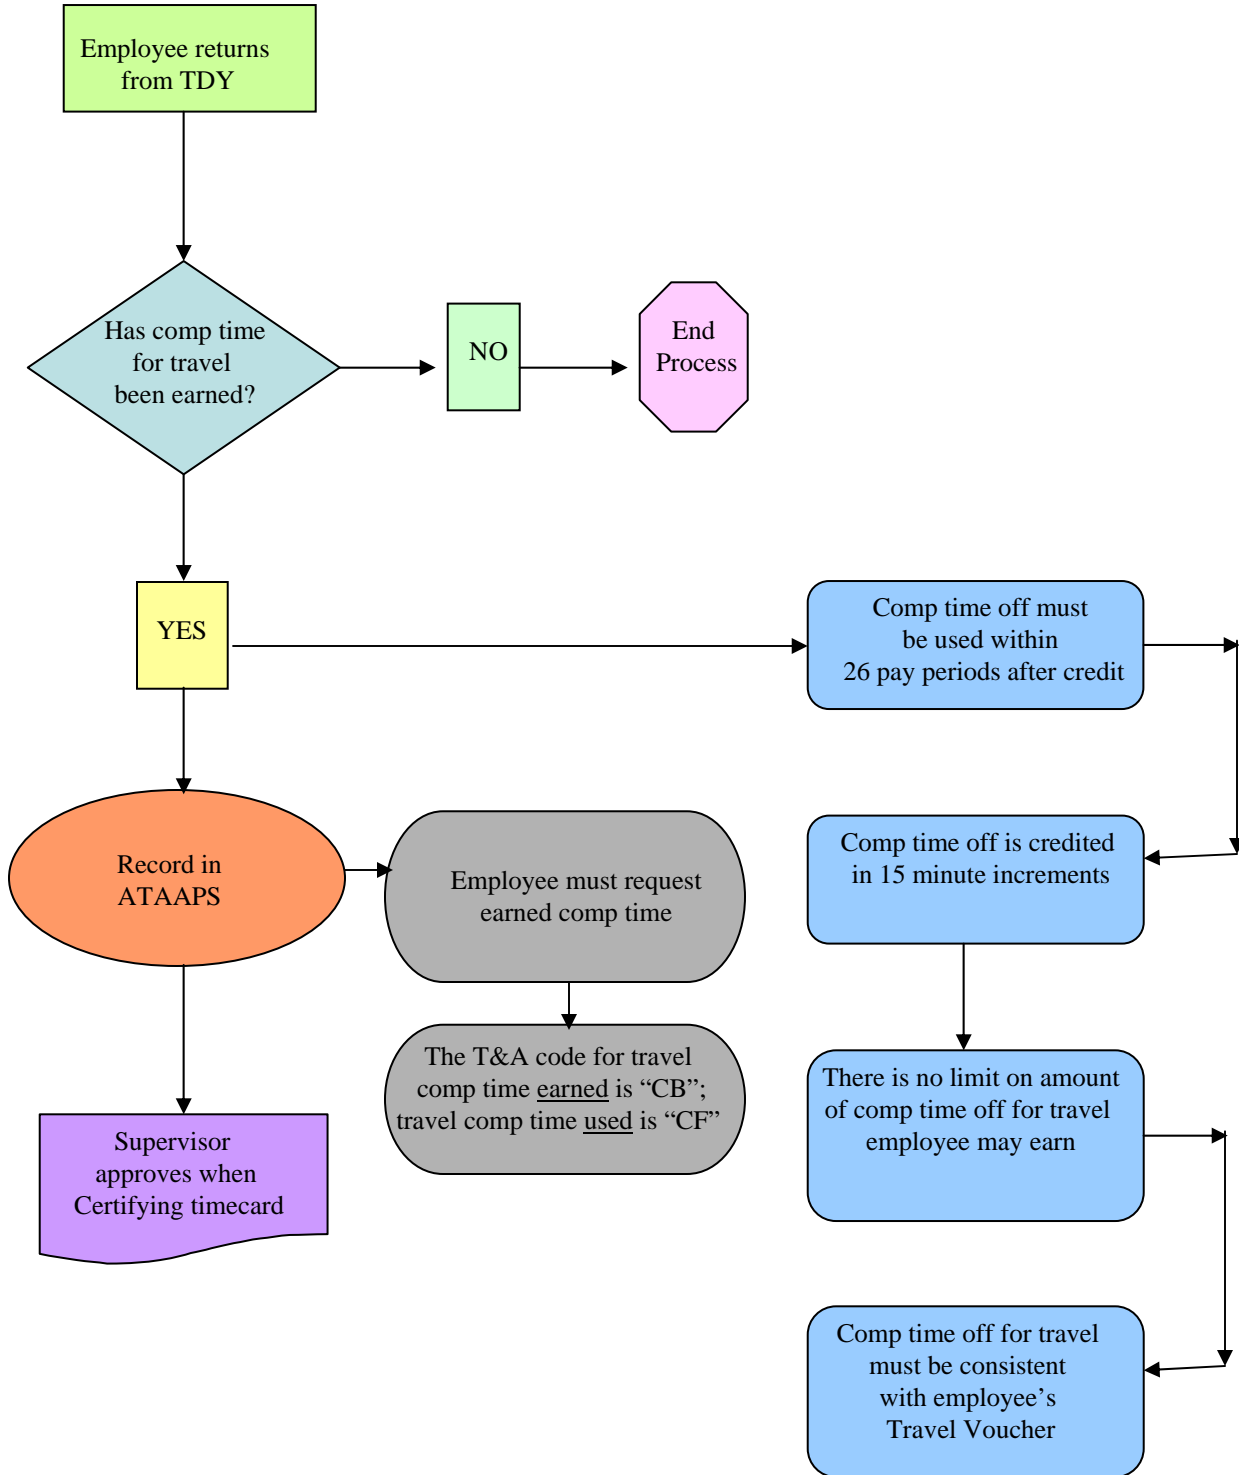 Employee returns
from TDY
Has comp time
for travel
been earned?
NO
End
Process
YES
Comp time off must
be used within
26 pay periods after credit
Record in
ATAAPS
Employee must request
earned comp time
Comp time off is credited
in 15 minute increments
The T&A code for travel
comp time earned is “CB”;
travel comp time used is “CF”
There is no limit on amount
of comp time off for travel
employee may earn
Supervisor
approves when
Certifying timecard
Comp time off for travel
must be consistent
with employee’s
Travel Voucher